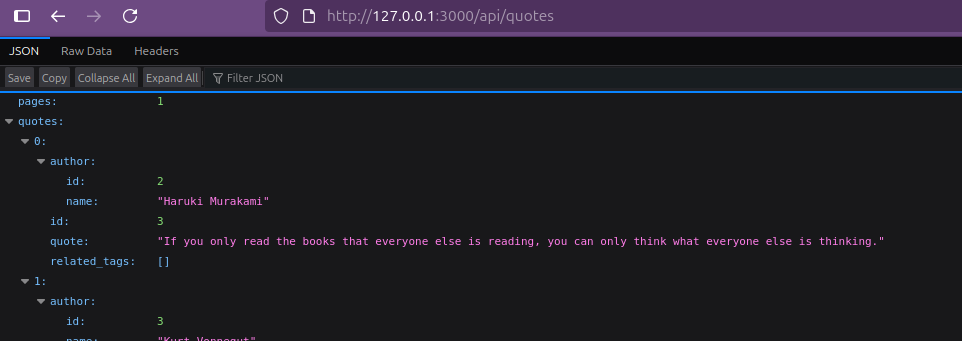 http://127.0.0.1:3000/api/quotes
JSON Raw Data Headers
Save Copy Collapse All Expand All Filter JSON
pages: 1
quotes:
0:
author:
id: 2
name: "Haruki Murakami"
id: 3
quote: "If you only read the books that everyone else is reading, you can only think what everyone else is thinking."
related_tags: []
1:
author:
id: 3
name: "Kurt Vonnegut"